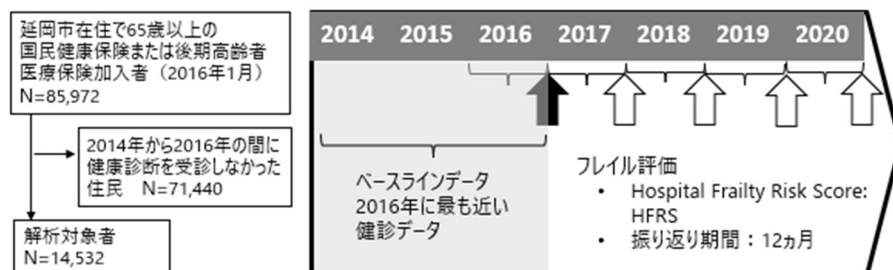 延岡市在住で65歳以上の
国民健康保険または後期高齢者
医療保険加入者（2016年1月）
N=85,972
2014年から2016年の間に
健康診断を受診しなかった
住民 N=71,440
解析対象者
N=14,532
2014 2015 2016 2017 2018 2019 2020
ベースラインデータ
2016年に最も近い
健診データ
フレイル評価
• Hospital Frailty Risk Score:
HFRS
• 振り返り期間：12ヵ月